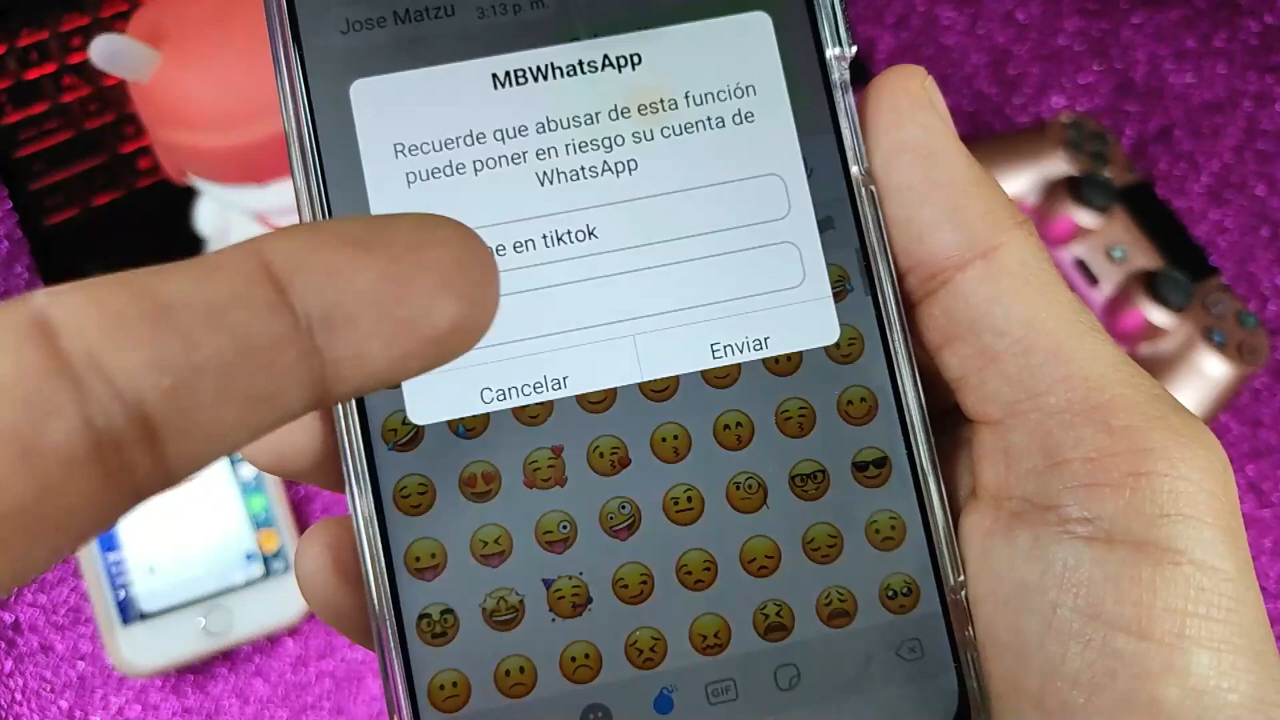 Jose Matzu 3:13 p. m.
MBWhatsApp
Recuerde que abusar de esta función
puede poner en riesgo su cuenta de
WhatsApp
en tiktok
Cancelar
Enviar
GIF